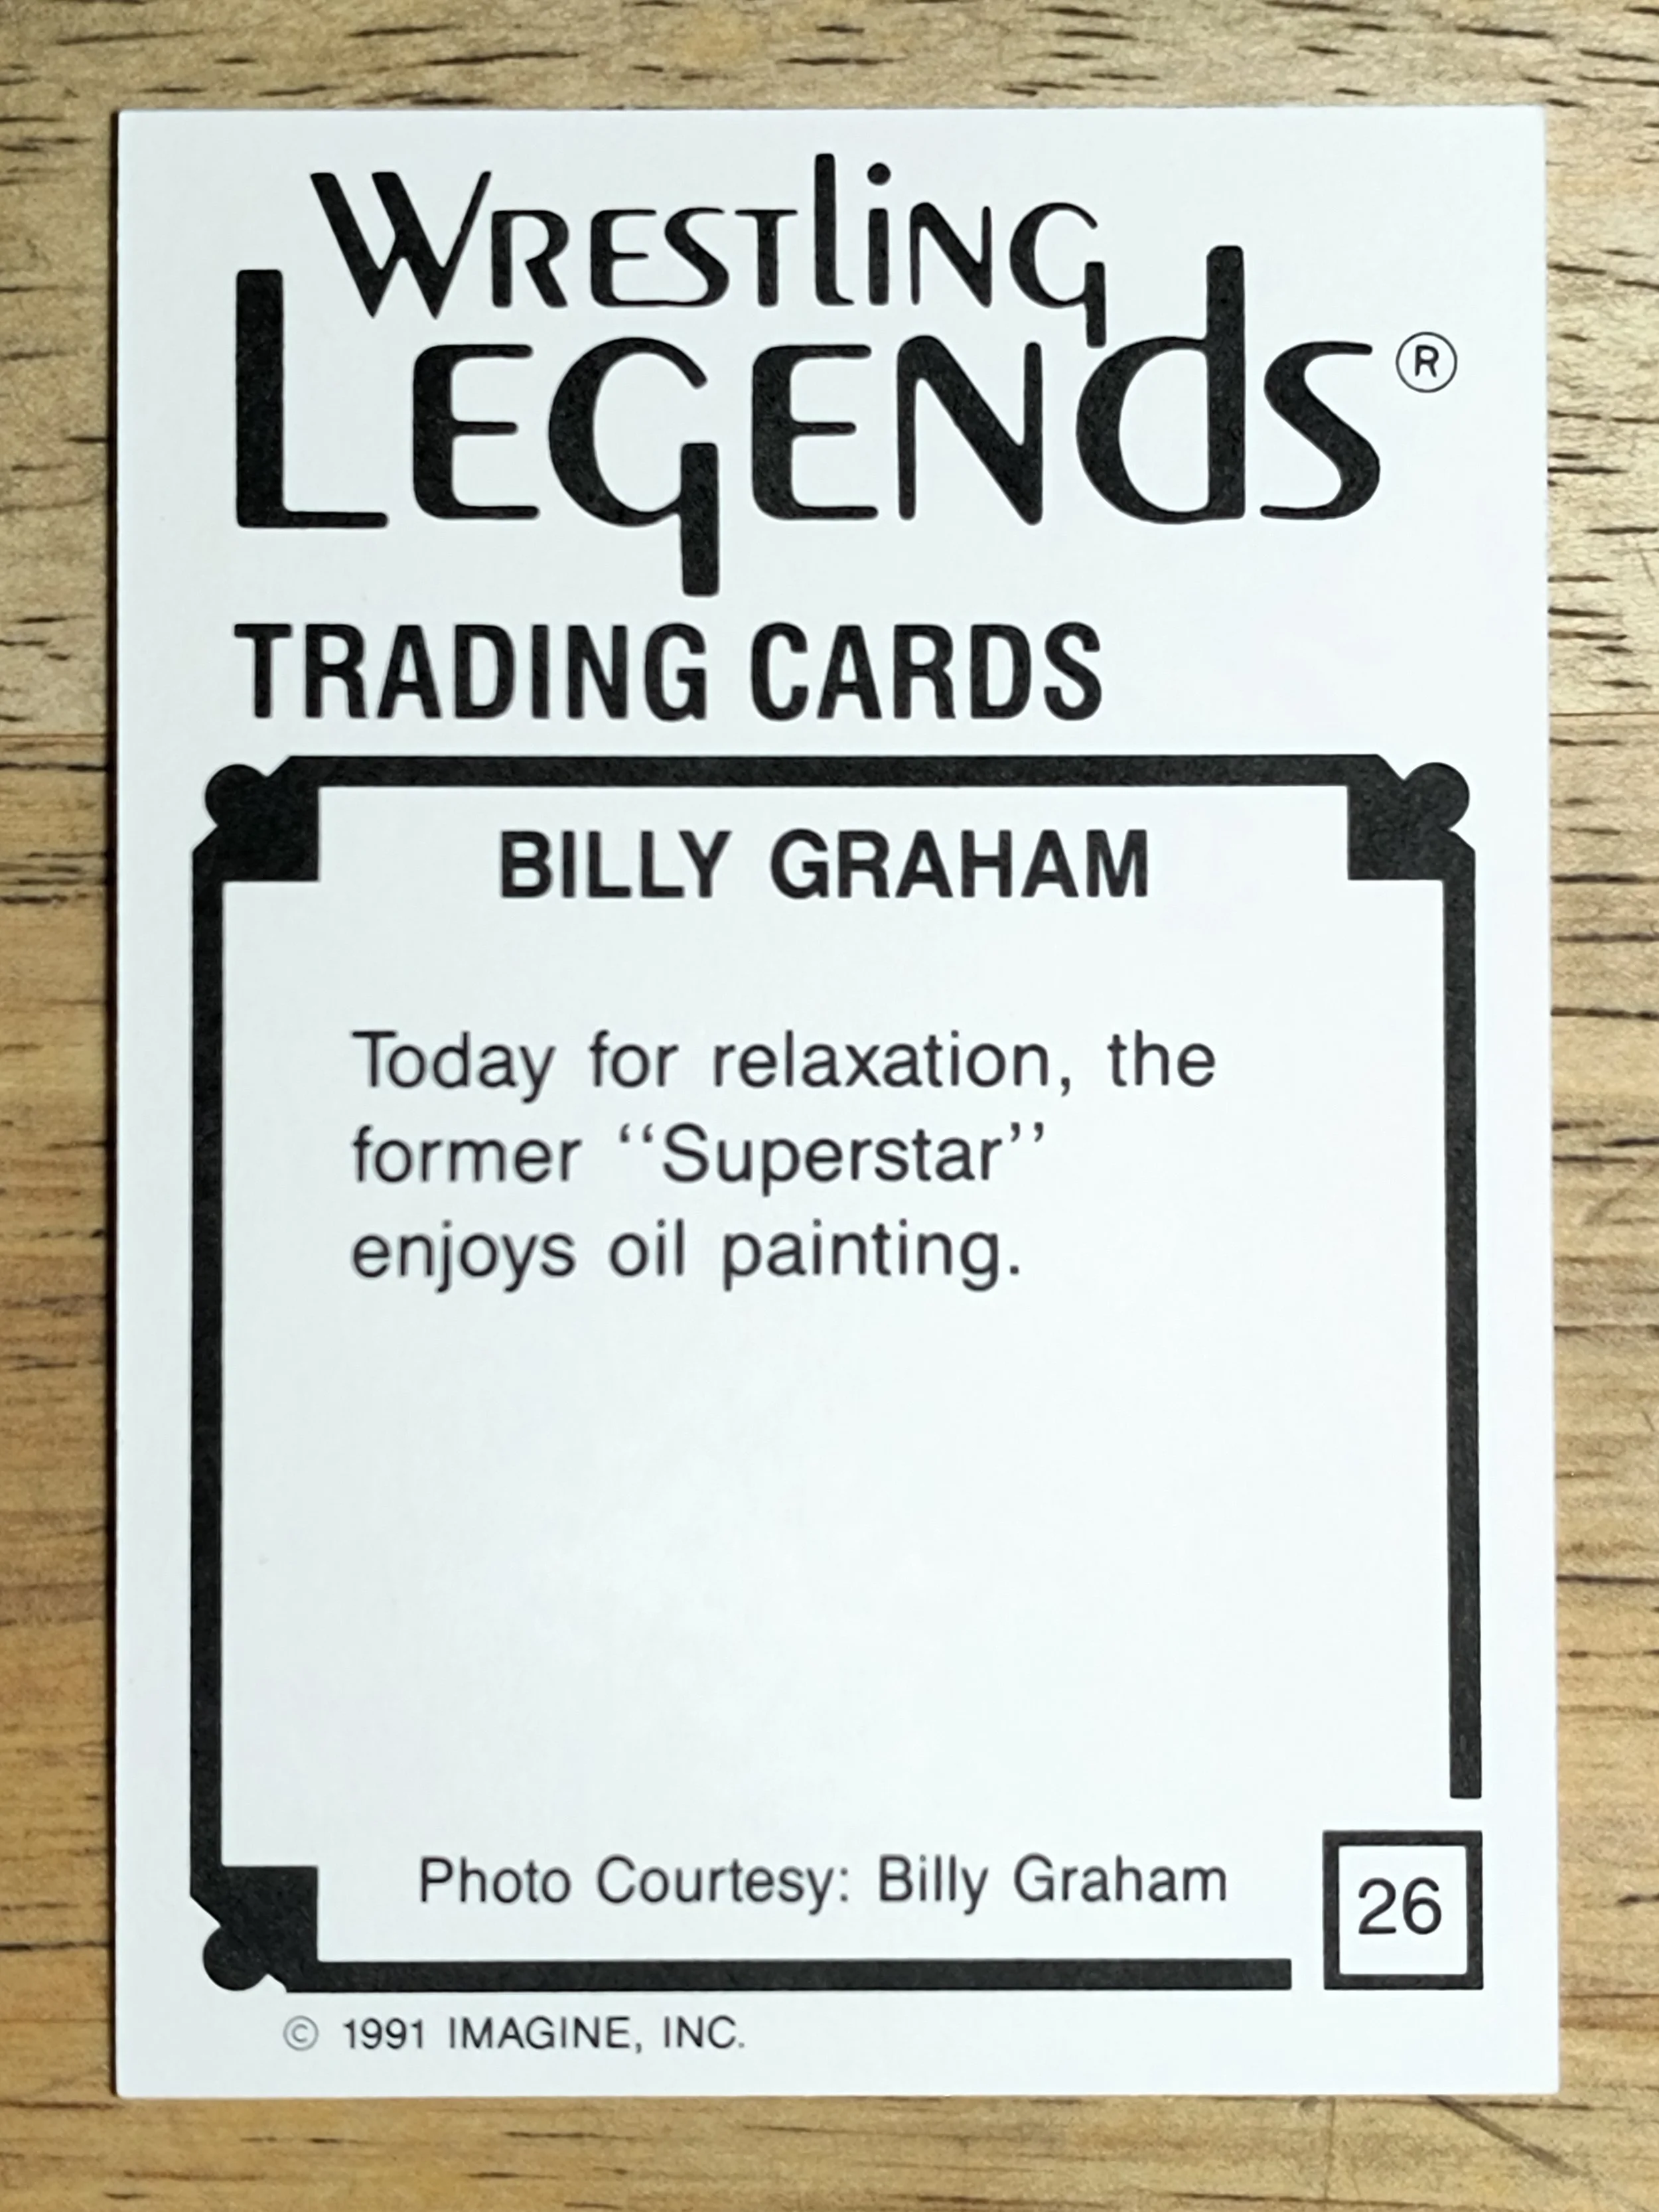 WRESTLiNG
LEGENdS®
TRADING CARDS
BILLY GRAHAM
Today for relaxation, the
former ‘‘Superstar’’
enjoys oil painting.
Photo Courtesy: Billy Graham
26
© 1991 IMAGINE, INC.